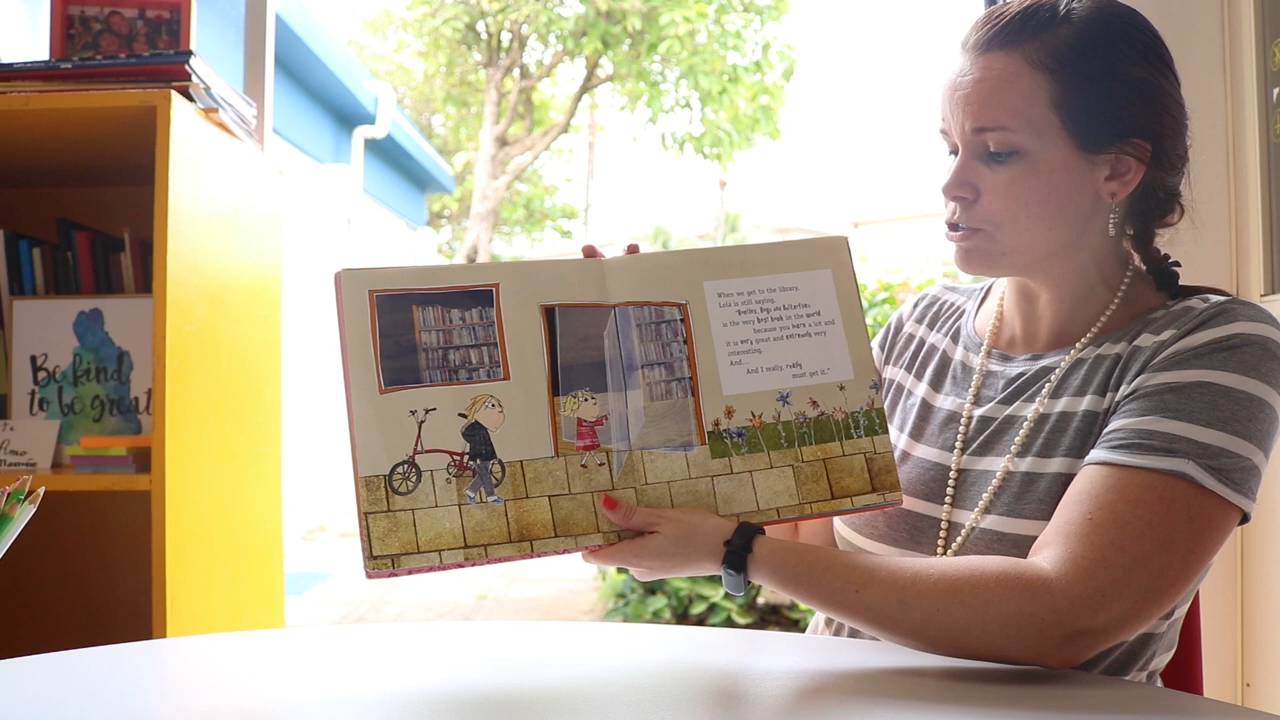 Be kind
to be great
Amo
When we get to the library,
Lola is still saying,
"Beetles, Bugs and Butterflies
is the very best book in the world
because you learn a lot and
it is very great and extremely very
interesting.
And...
And I really, really
must get it."